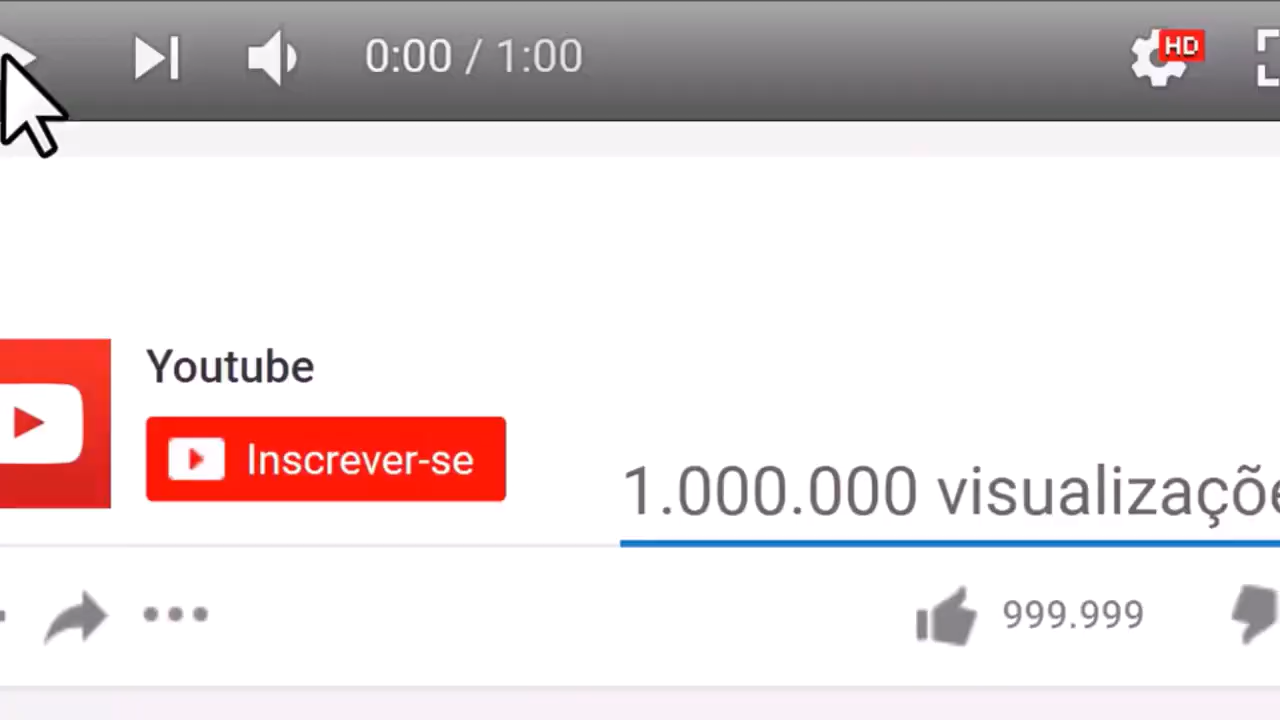 0:00 / 1:00
HD
Youtube
Inscrever-se
1.000.000 visualizaçõe
999.999